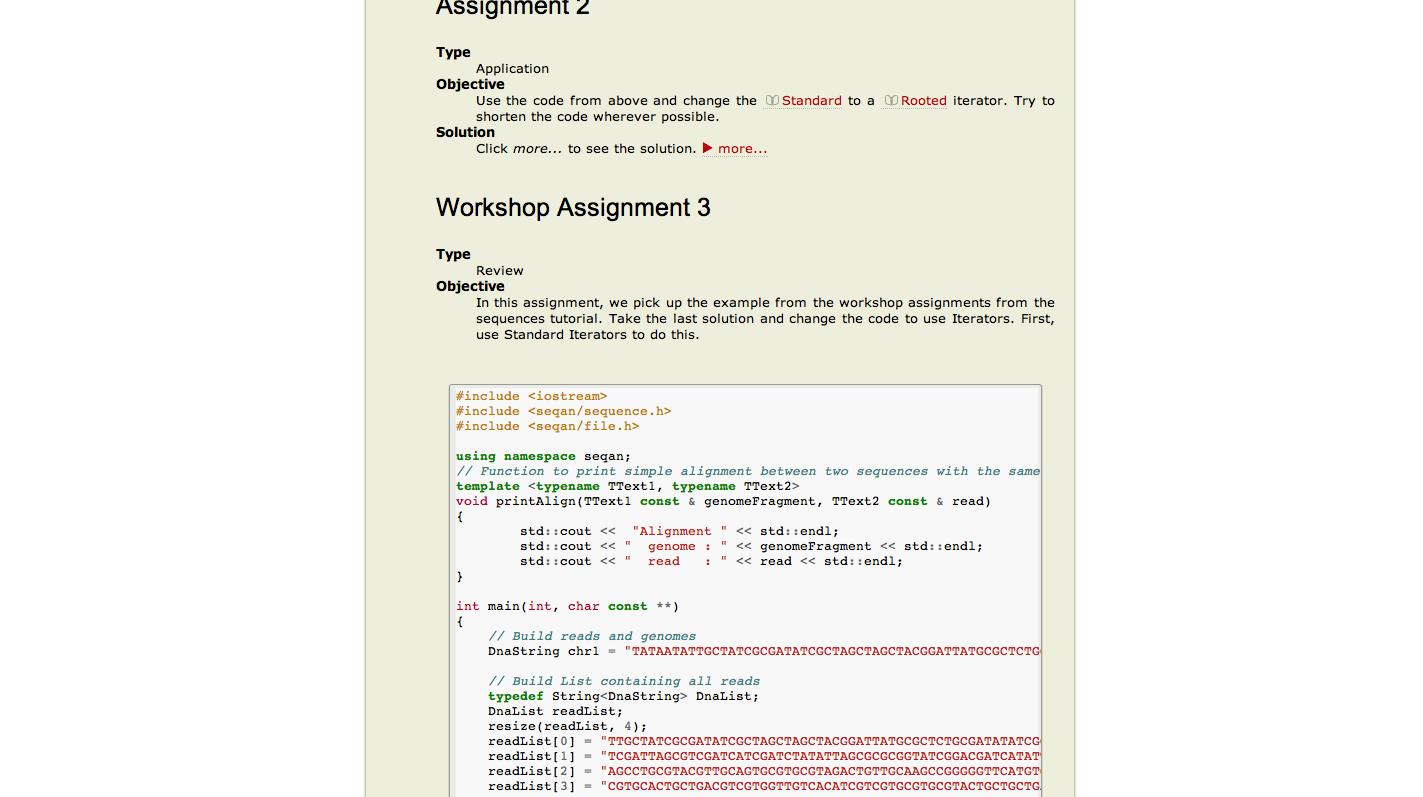 Assignment 2
Type
Application
Objective
Use the code from above and change the Standard to a Rooted iterator. Try to
shorten the code wherever possible.
Solution
Click more... to see the solution. ▶ more...
Workshop Assignment 3
Type
Review
Objective
In this assignment, we pick up the example from the workshop assignments from the
sequences tutorial. Take the last solution and change the code to use Iterators. First,
use Standard Iterators to do this.
#include <iostream>
#include <seqan/sequence.h>
#include <seqan/file.h>
using namespace seqan;
// Function to print simple alignment between two sequences with the same
template <typename TText1, typename TText2>
void printAlign(TText1 const & genomeFragment, TText2 const & read)
{
        std::cout <<  "Alignment " << std::endl;
        std::cout << "  genome : " << genomeFragment << std::endl;
        std::cout << "  read   : " << read << std::endl;
}
int main(int, char const **)
{
    // Build reads and genomes
    DnaString chr1 = "TATAATATTGCTATCGCGATATCGCTAGCTAGCTACGGATTATGCGCTCTG
    // Build List containing all reads
    typedef String<DnaString> DnaList;
    DnaList readList;
    resize(readList, 4);
    readList[0] = "TTGCTATCGCGATATCGCTAGCTAGCTACGGATTATGCGCTCTGCGATATATCG
    readList[1] = "TCGATTAGCGTCGATCATCGATCTATATTAGCGCGCGGTATCGGACGATCATAT
    readList[2] = "AGCCTGCGTACGTTGCAGTGCGTGCGTAGACTGTTGCAAGCCGGGGGTTCATGT
    readList[3] = "CGTGCACTGCTGACGTCGTGGTTGTCACATCGTCGTGCGTGCGTACTGCTGCTG